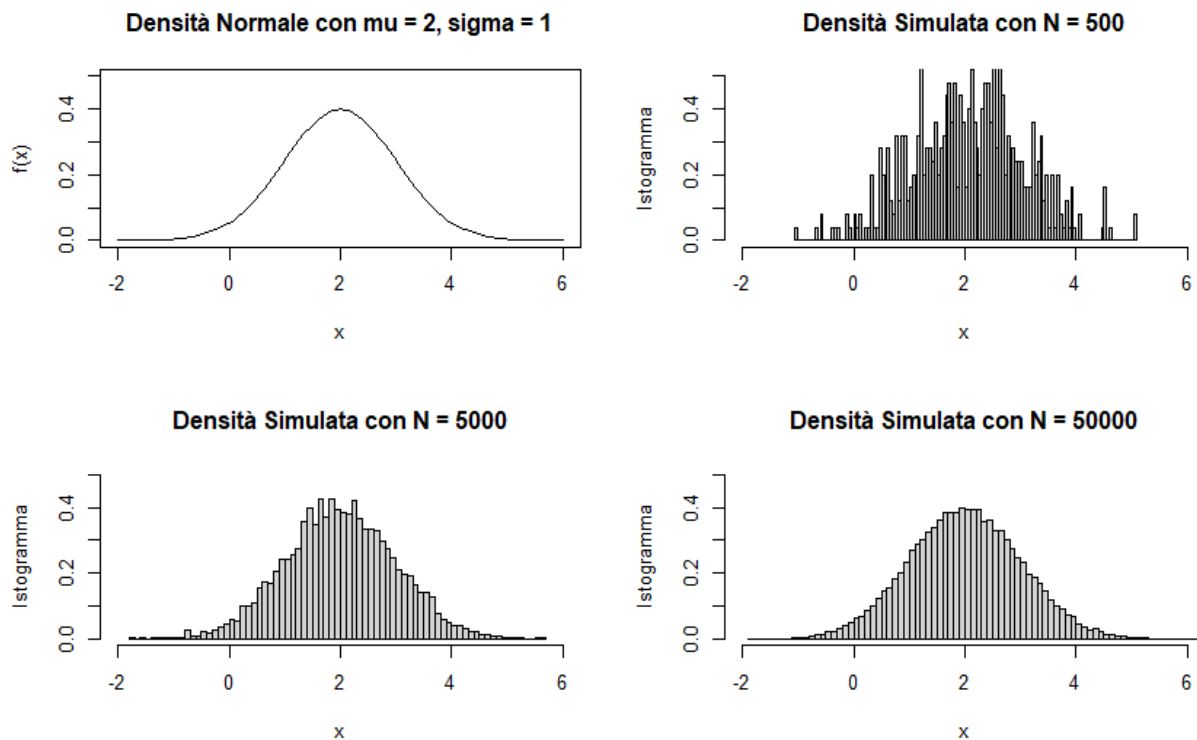 Densità Normale con mu = 2, sigma = 1
f(x)
0.4
0.2
0.0
-2 0 2 4 6
x
Densità Simulata con N = 500
Istogramma
0.4
0.2
0.0
-2 0 2 4 6
x
Densità Simulata con N = 5000
Istogramma
0.4
0.2
0.0
-2 0 2 4 6
x
Densità Simulata con N = 50000
Istogramma
0.4
0.2
0.0
-2 0 2 4 6
x